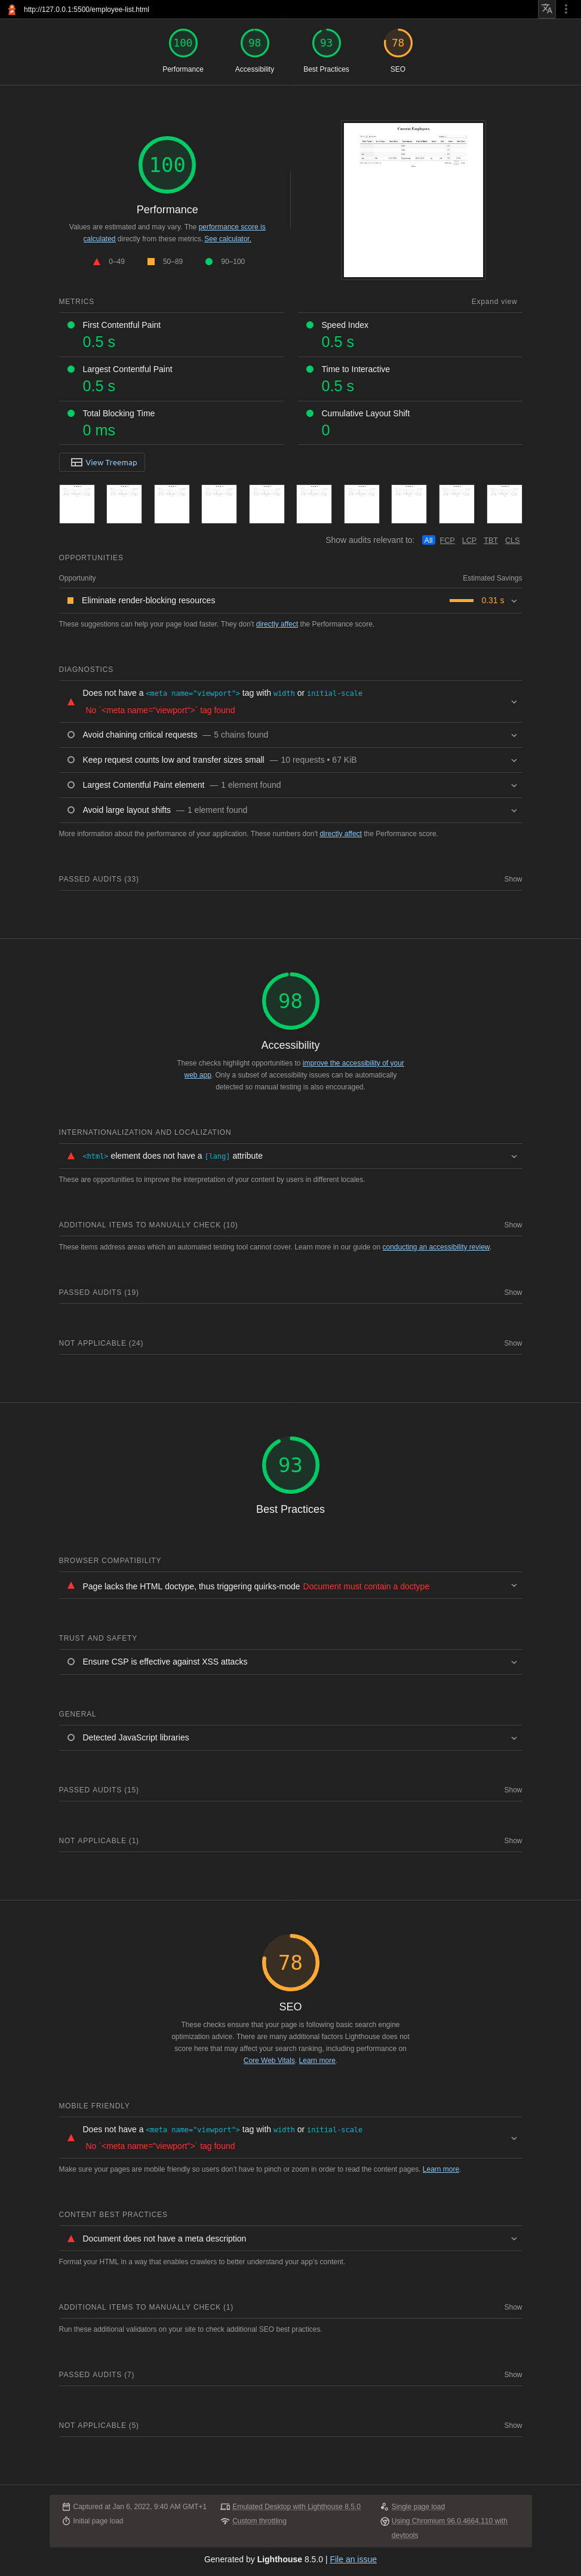 http://127.0.0.1:5500/employee-list.html
100 98 93 78
Performance Accessibility Best Practices SEO
100
Performance
Values are estimated and may vary. The performance score is
calculated directly from these metrics. See calculator.
0–49 50–89 90–100
Current Employees
METRICS Expand view
First Contentful Paint Speed Index
0.5 s 0.5 s
Largest Contentful Paint Time to Interactive
0.5 s 0.5 s
Total Blocking Time Cumulative Layout Shift
0 ms 0
View Treemap
Show audits relevant to: All FCP LCP TBT CLS
OPPORTUNITIES
Opportunity Estimated Savings
Eliminate render-blocking resources 0.31 s
These suggestions can help your page load faster. They don't directly affect the Performance score.
DIAGNOSTICS
Does not have a <meta name="viewport"> tag with width or initial-scale
No `<meta name="viewport">` tag found
Avoid chaining critical requests — 5 chains found
Keep request counts low and transfer sizes small — 10 requests • 67 KiB
Largest Contentful Paint element — 1 element found
Avoid large layout shifts — 1 element found
More information about the performance of your application. These numbers don't directly affect the Performance score.
PASSED AUDITS (33) Show
98
Accessibility
These checks highlight opportunities to improve the accessibility of your
web app. Only a subset of accessibility issues can be automatically
detected so manual testing is also encouraged.
INTERNATIONALIZATION AND LOCALIZATION
<html> element does not have a [lang] attribute
These are opportunities to improve the interpretation of your content by users in different locales.
ADDITIONAL ITEMS TO MANUALLY CHECK (10) Show
These items address areas which an automated testing tool cannot cover. Learn more in our guide on conducting an accessibility review.
PASSED AUDITS (19) Show
NOT APPLICABLE (24) Show
93
Best Practices
BROWSER COMPATIBILITY
Page lacks the HTML doctype, thus triggering quirks-mode Document must contain a doctype
TRUST AND SAFETY
Ensure CSP is effective against XSS attacks
GENERAL
Detected JavaScript libraries
PASSED AUDITS (15) Show
NOT APPLICABLE (1) Show
78
SEO
These checks ensure that your page is following basic search engine
optimization advice. There are many additional factors Lighthouse does not
score here that may affect your search ranking, including performance on
Core Web Vitals. Learn more.
MOBILE FRIENDLY
Does not have a <meta name="viewport"> tag with width or initial-scale
No `<meta name="viewport">` tag found
Make sure your pages are mobile friendly so users don't have to pinch or zoom in order to read the content pages. Learn more.
CONTENT BEST PRACTICES
Document does not have a meta description
Format your HTML in a way that enables crawlers to better understand your app's content.
ADDITIONAL ITEMS TO MANUALLY CHECK (1) Show
Run these additional validators on your site to check additional SEO best practices.
PASSED AUDITS (7) Show
NOT APPLICABLE (5) Show
Captured at Jan 6, 2022, 9:40 AM GMT+1 Emulated Desktop with Lighthouse 8.5.0 Single page load
Initial page load Custom throttling Using Chromium 96.0.4664.110 with
devtools
Generated by Lighthouse 8.5.0 | File an issue